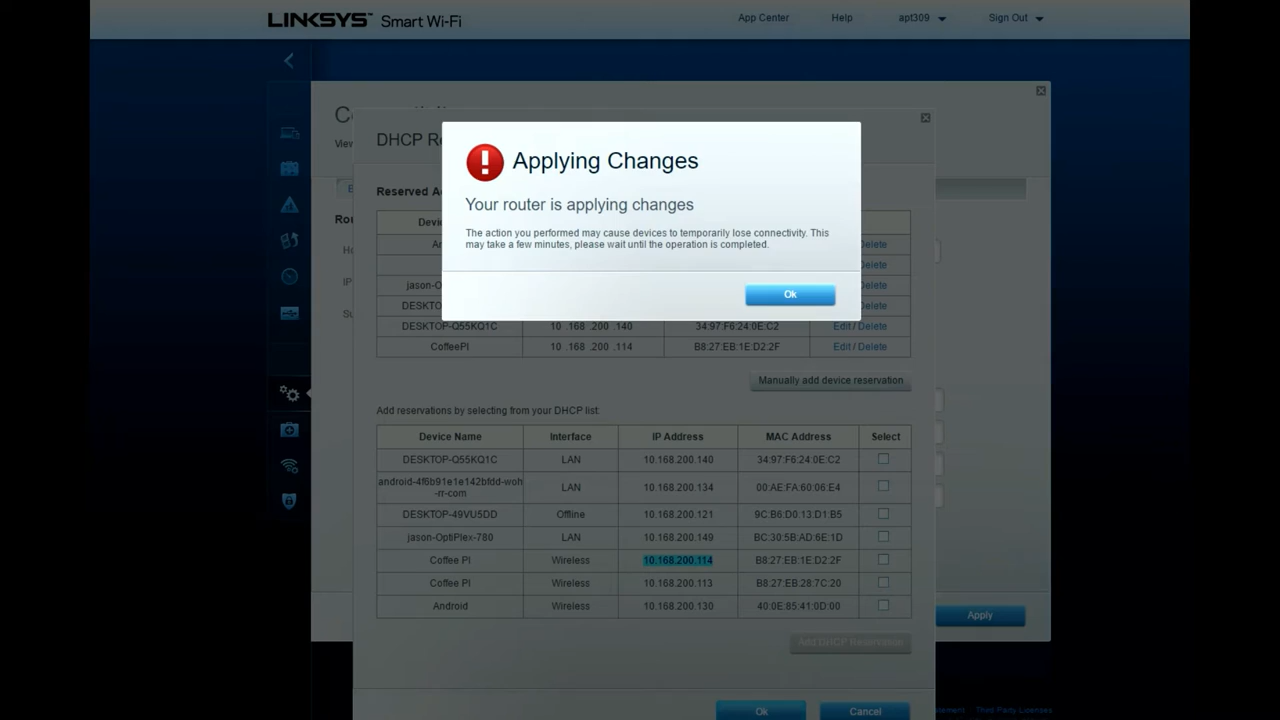 LINKSYS™ Smart Wi-Fi
App Center Help apt309 Sign Out
DHCP Re
View
Applying Changes
Your router is applying changes
The action you performed may cause devices to temporarily lose connectivity. This
may take a few minutes, please wait until the operation is completed.
Ok
Reserved Ad
Delete
Delete
jason-O Delete
DESKTO Delete
DESKTOP-Q55KQ1C 10 .168 .200 .140 34:97:F6:24:0E:C2 Edit / Delete
CoffeePI 10 .168 .200 .114 B8:27:EB:1E:D2:2F Edit / Delete
Manually add device reservation
Add reservations by selecting from your DHCP list:
Device Name Interface IP Address MAC Address Select
DESKTOP-Q55KQ1C LAN 10.168.200.140 34:97:F6:24:0E:C2
android-4f6b91e1e142bfdd-woh
-rr-com LAN 10.168.200.134 00:AE:FA:60:06:E4
DESKTOP-49VU5DD Offline 10.168.200.121 9C:B6:D0:13:D1:B5
jason-OptiPlex-780 LAN 10.168.200.149 BC:30:5B:AD:6E:1D
Coffee PI Wireless 10.168.200.114 B8:27:EB:1E:D2:2F
Coffee PI Wireless 10.168.200.113 B8:27:EB:28:7C:20
Android Wireless 10.168.200.130 40:0E:85:41:0D:00
Apply
Add DHCP Reservation
Ok Cancel
Third Party Licenses